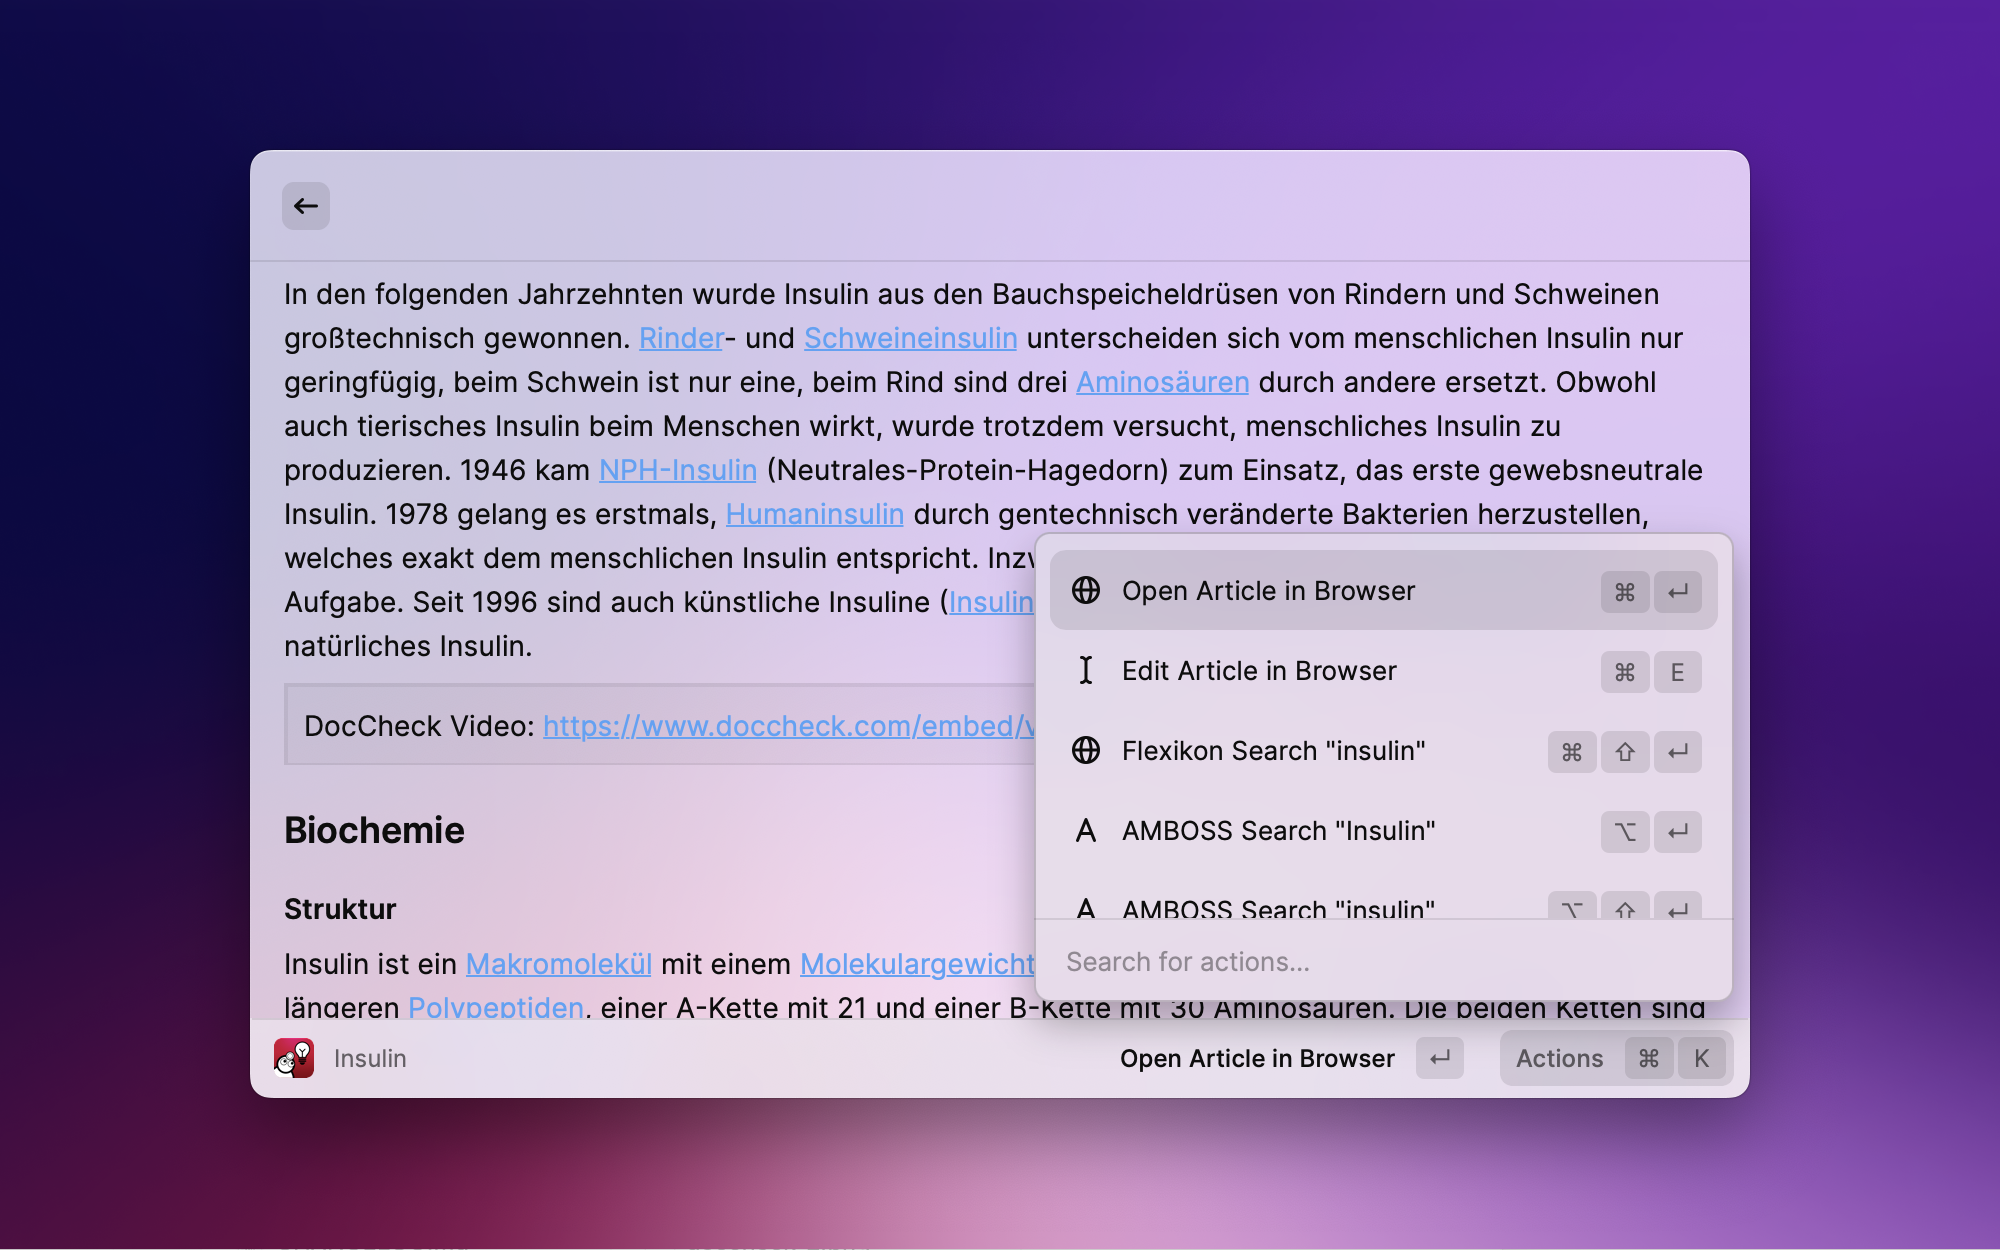 In den folgenden Jahrzehnten wurde Insulin aus den Bauchspeicheldrüsen von Rindern und Schweinen
großtechnisch gewonnen. Rinder- und Schweineinsulin unterscheiden sich vom menschlichen Insulin nur
geringfügig, beim Schwein ist nur eine, beim Rind sind drei Aminosäuren durch andere ersetzt. Obwohl
auch tierisches Insulin beim Menschen wirkt, wurde trotzdem versucht, menschliches Insulin zu
produzieren. 1946 kam NPH-Insulin (Neutrales-Protein-Hagedorn) zum Einsatz, das erste gewebsneutrale
Insulin. 1978 gelang es erstmals, Humaninsulin durch gentechnisch veränderte Bakterien herzustellen,
welches exakt dem menschlichen Insulin entspricht.
Aufgabe. Seit 1996 sind auch künstliche Insuline (Insulin
natürliches Insulin.
DocCheck Video: https://www.doccheck.com/embed/
Biochemie
Struktur
Insulin ist ein Makromolekül mit einem Molekulargewicht
längeren Polypeptiden, einer A-Kette mit 21 und einer B-Kette mit 30 Aminosäuren. Die beiden Ketten sind
Open Article in Browser ⌘ ↵
Edit Article in Browser ⌘ E
Flexikon Search "insulin" ⌘ ⇧ ↵
AMBOSS Search "Insulin" ⌥ ↵
AMBOSS Search "insulin" ⌥ ⇧ ↵
Search for actions...
Insulin Open Article in Browser ↵ Actions ⌘ K